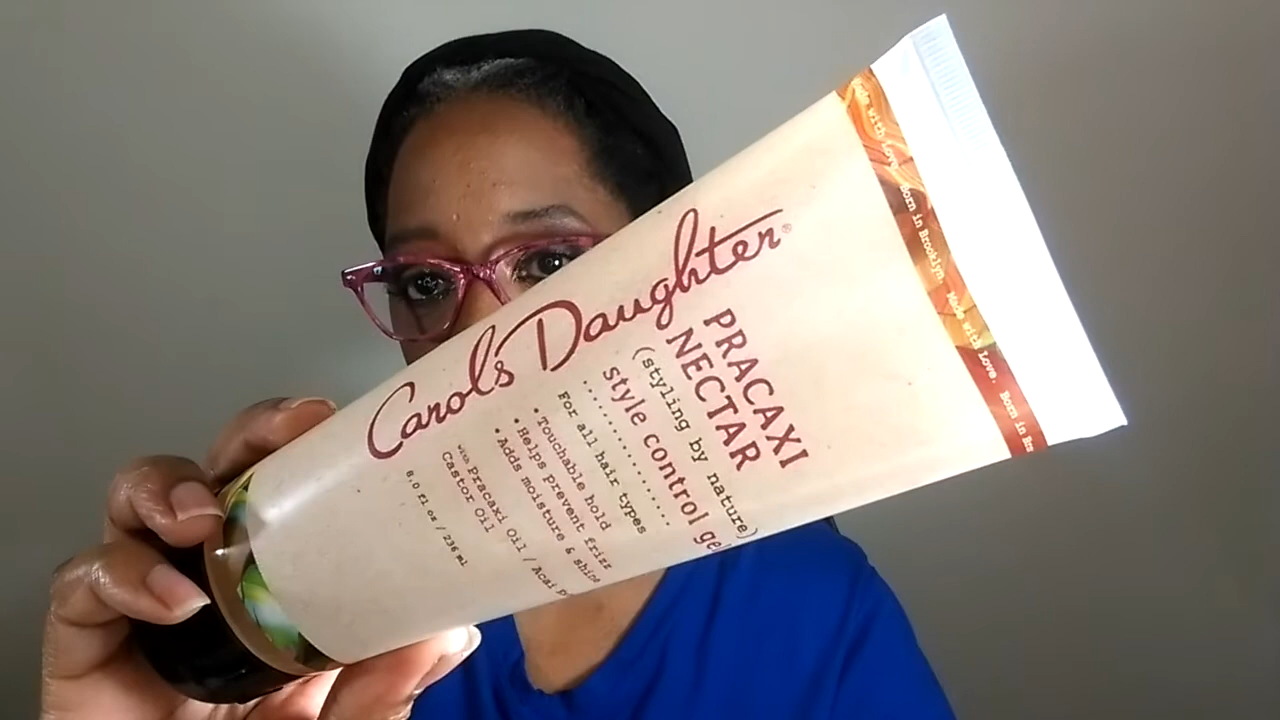 Carol's Daughter®
PRACAXI
NECTAR
(styling by nature)
style control gel
For all hair types
• Touchable hold
• Helps prevent frizz
• Adds moisture & shine
with Pracaxi Oil / Acai
Castor Oil
8.0 fl oz / 236 ml
Made with Love. Born in Brooklyn. Made with Love. Born in